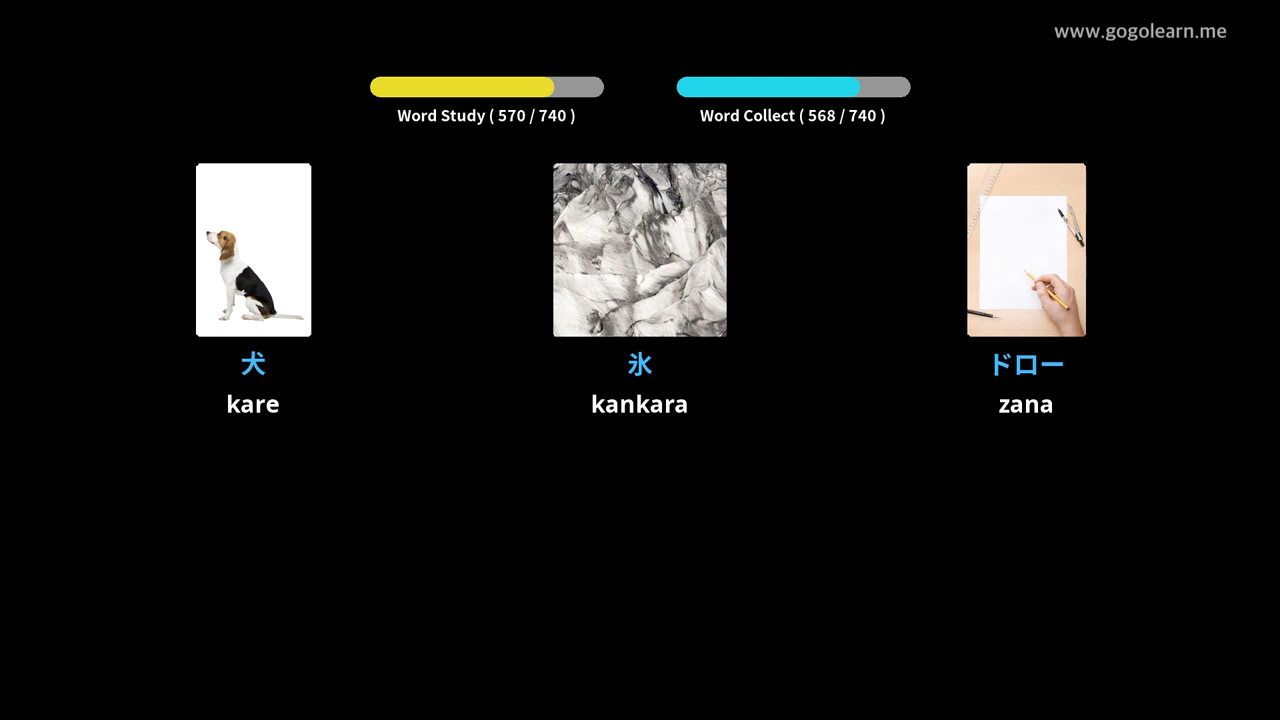 www.gogolearn.me
Word Study ( 570 / 740 )
Word Collect ( 568 / 740 )
犬
氷
ドロー
kare
kankara
zana